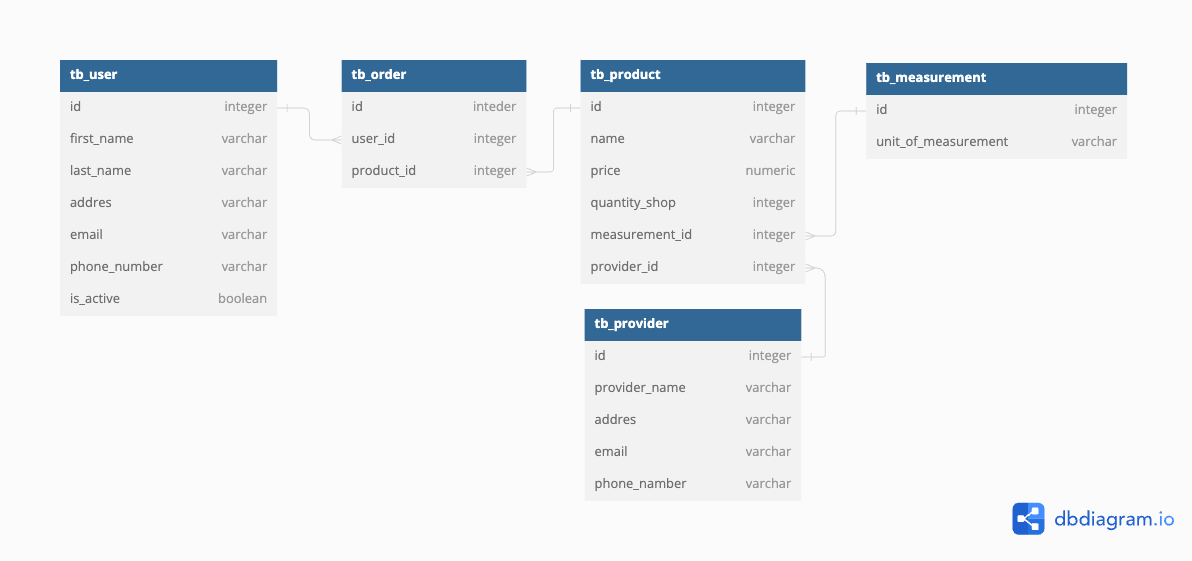 tb_user
id integer
first_name varchar
last_name varchar
addres varchar
email varchar
phone_number varchar
is_active boolean
tb_order
id inteder
user_id integer
product_id integer
tb_product
id integer
name varchar
price numeric
quantity_shop integer
measurement_id integer
provider_id integer
tb_measurement
id integer
unit_of_measurement varchar
tb_provider
id integer
provider_name varchar
addres varchar
email varchar
phone_namber varchar
dbdiagram.io